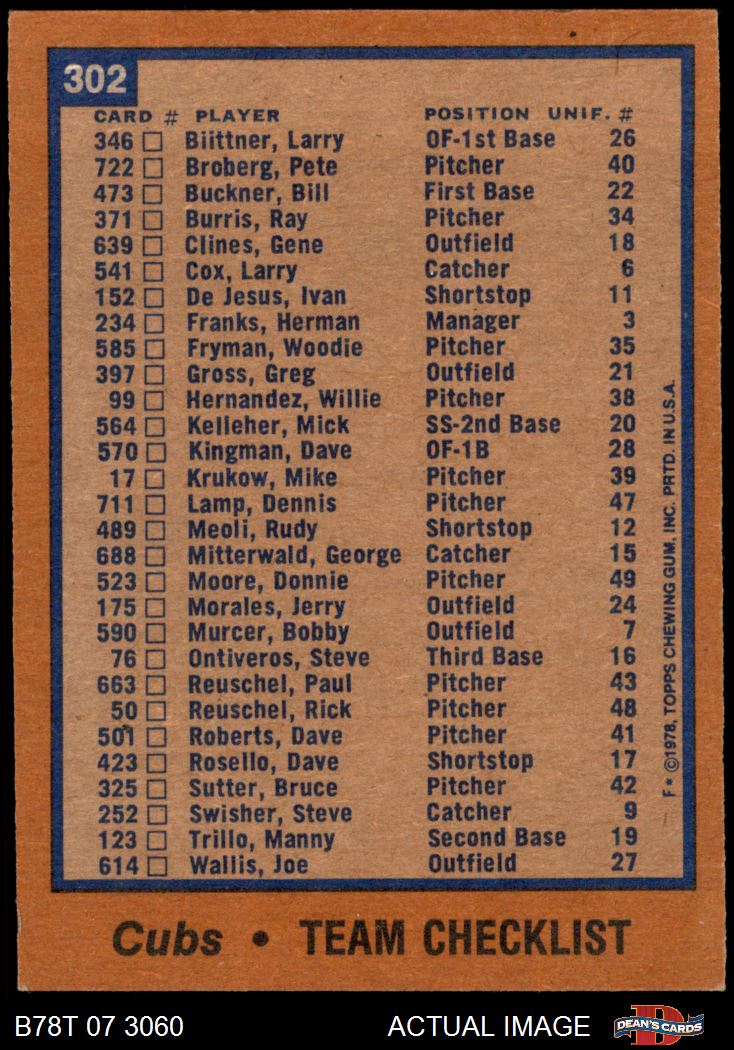 302
CARD # PLAYER POSITION UNIF. #
346 Biittner, Larry OF-1st Base 26
722 Broberg, Pete Pitcher 40
473 Buckner, Bill First Base 22
371 Burris, Ray Pitcher 34
639 Clines, Gene Outfield 18
541 Cox, Larry Catcher 6
152 De Jesus, Ivan Shortstop 11
234 Franks, Herman Manager 3
585 Fryman, Woodie Pitcher 35
397 Gross, Greg Outfield 21
99 Hernandez, Willie Pitcher 38
564 Kelleher, Mick SS-2nd Base 20
570 Kingman, Dave OF-1B 28
17 Krukow, Mike Pitcher 39
711 Lamp, Dennis Pitcher 47
489 Meoli, Rudy Shortstop 12
688 Mitterwald, George Catcher 15
523 Moore, Donnie Pitcher 49
175 Morales, Jerry Outfield 24
590 Murcer, Bobby Outfield 7
76 Ontiveros, Steve Third Base 16
663 Reuschel, Paul Pitcher 43
50 Reuschel, Rick Pitcher 48
501 Roberts, Dave Pitcher 41
423 Rosello, Dave Shortstop 17
325 Sutter, Bruce Pitcher 42
252 Swisher, Steve Catcher 9
123 Trillo, Manny Second Base 19
614 Wallis, Joe Outfield 27
F* ©1978, TOPPS CHEWING GUM, INC. PRTD. IN U.S.A.
Cubs • TEAM CHECKLIST
B78T 07 3060 ACTUAL IMAGE
D
DEAN'S CARDS